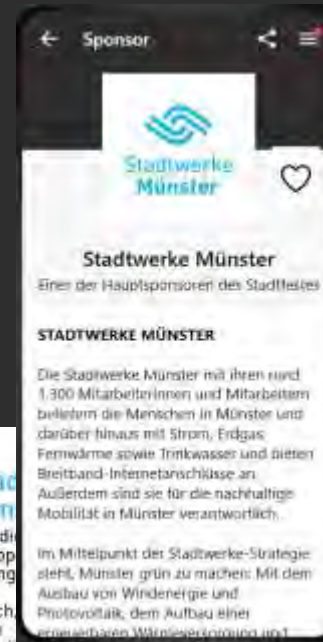 Sponsor
Stadtwerke
Münster
Stadtwerke Münster
Einer der Hauptsponsoren des Stadtfestes
STADTWERKE MÜNSTER
Die Stadtwerke Münster mit ihren rund
1.300 Mitarbeiterinnen und Mitarbeitern
beliefern die Menschen in Münster und
darüber hinaus mit Strom, Erdgas,
Fernwärme sowie Trinkwasser und bieten
Breitband-Internetanschlüsse an.
Außerdem sind sie für die nachhaltige
Mobilität in Münster verantwortlich.
Im Mittelpunkt der Stadtwerke-Strategie
steht, Münster grün zu machen: Mit dem
Ausbau von Windenergie und
Photovoltaik, dem Aufbau einer
erneuerbaren Wärmeversorgung und